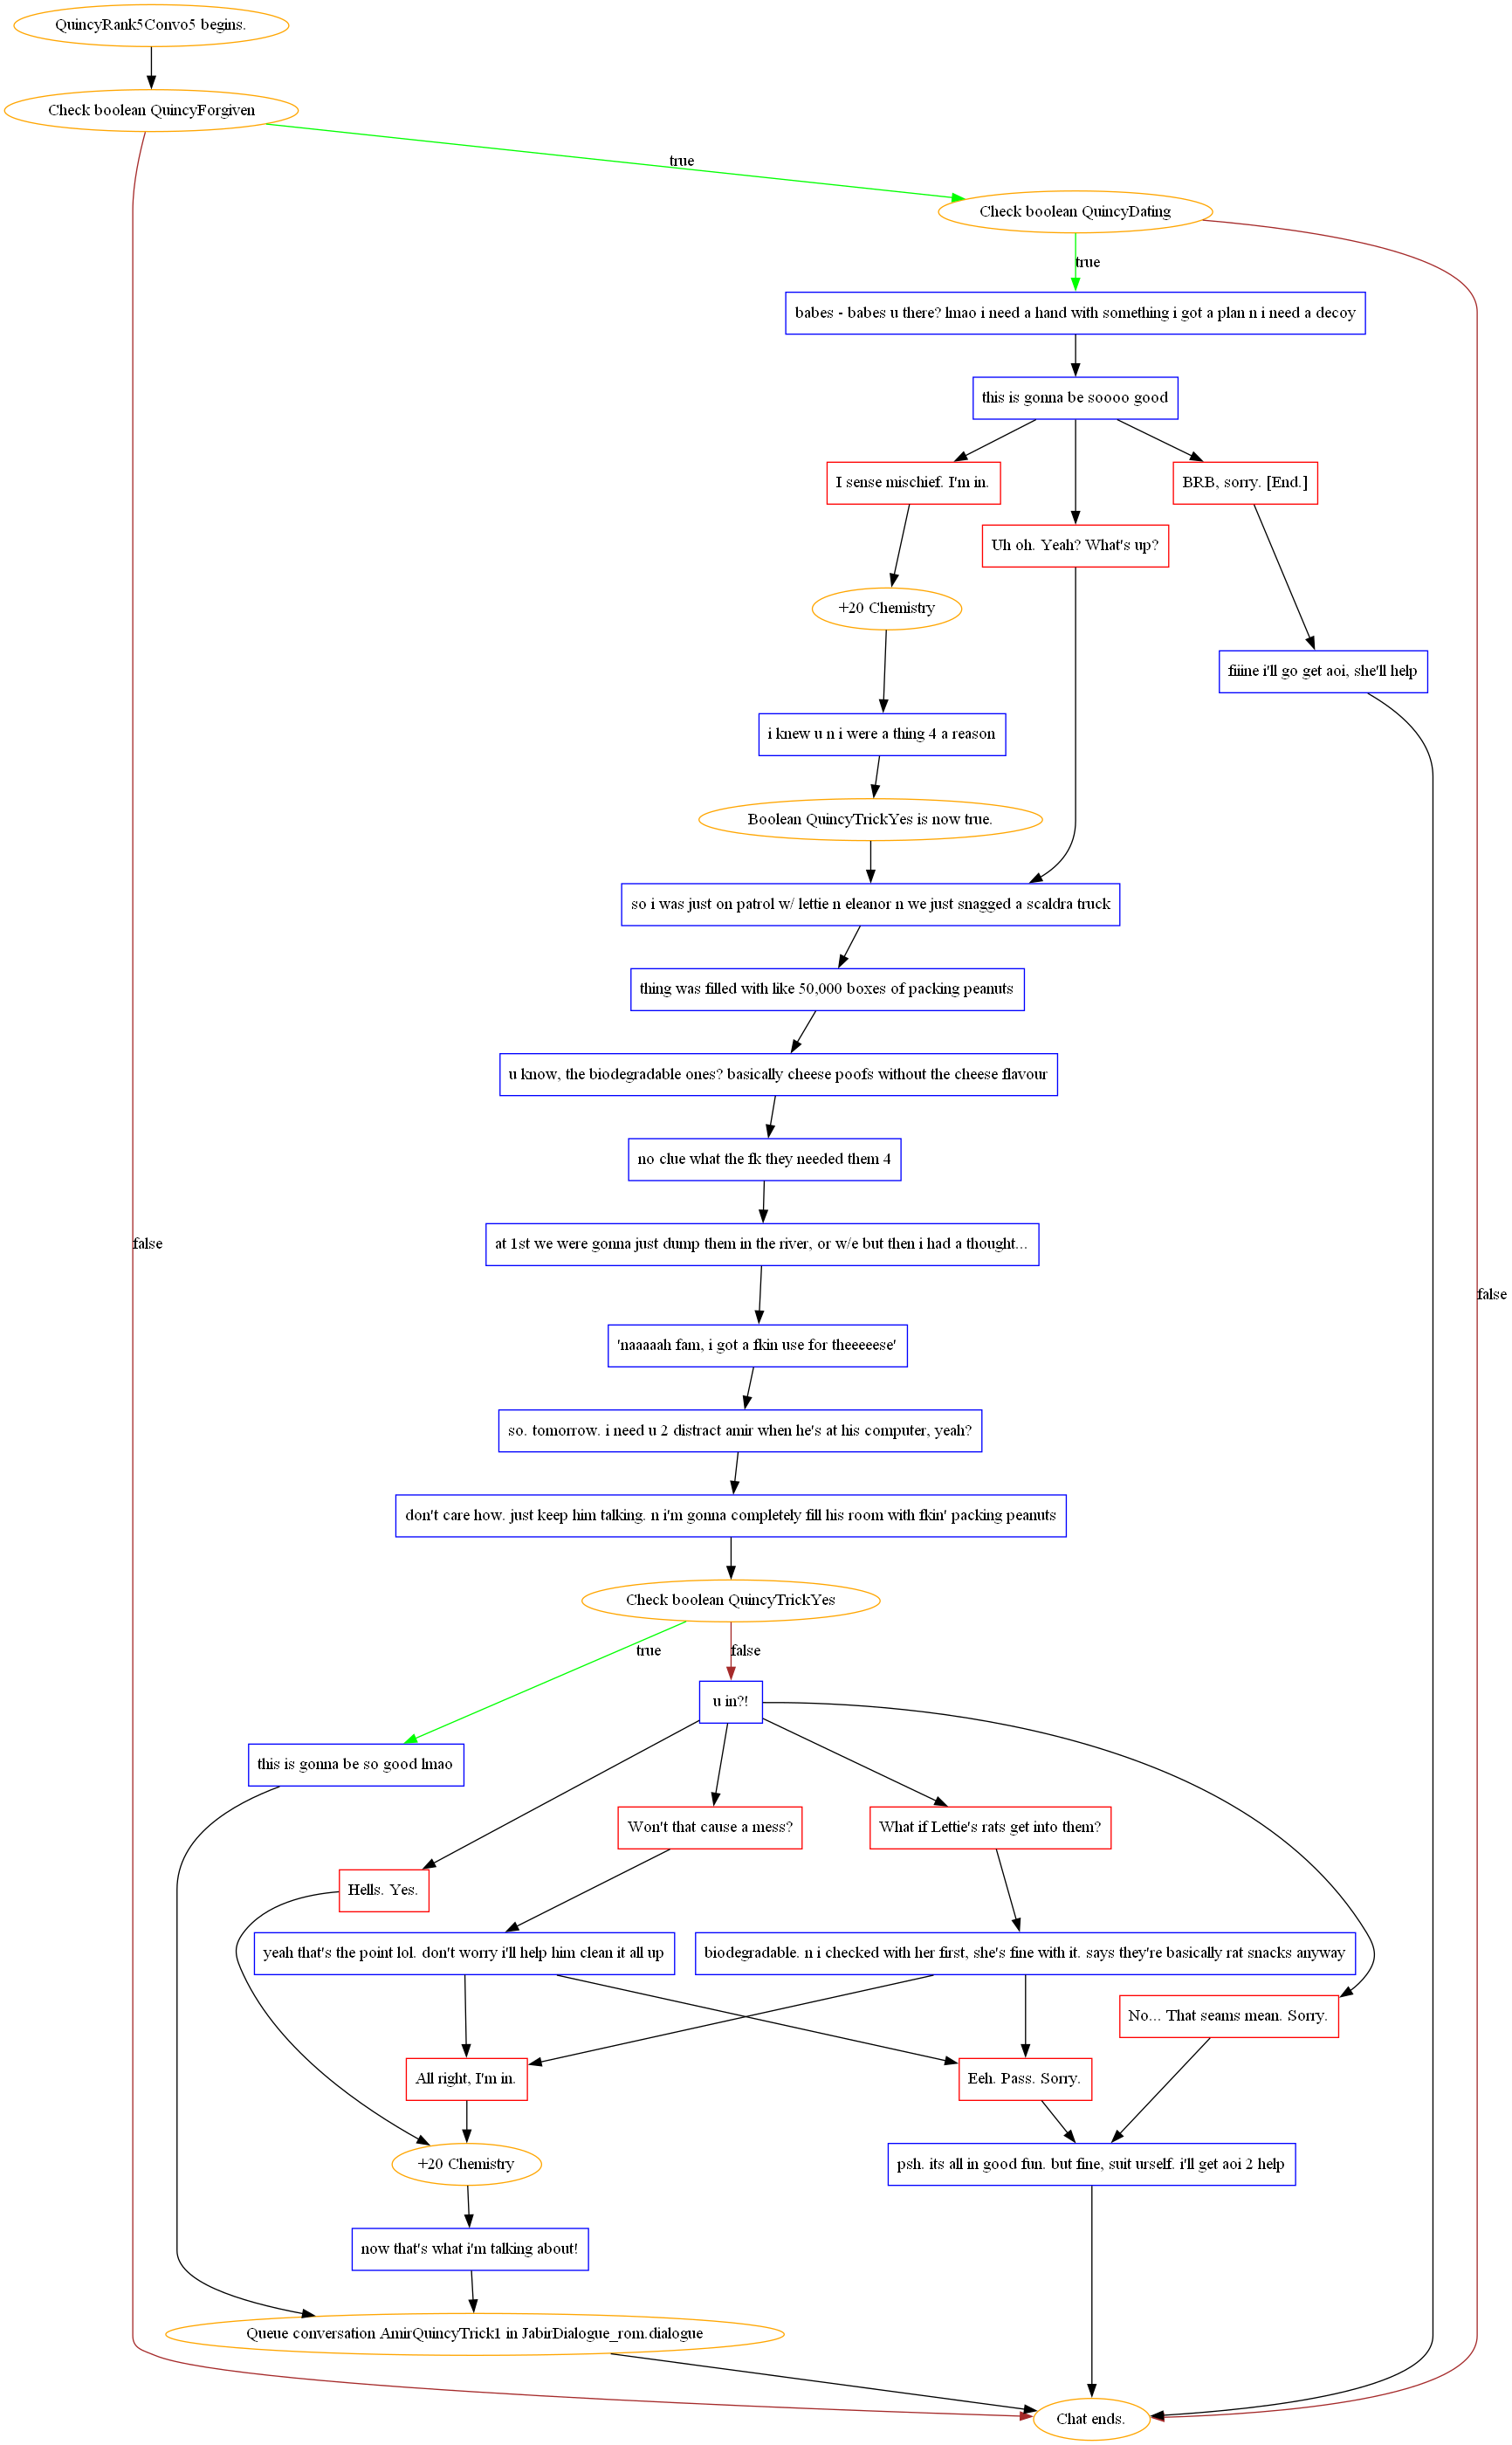 QuincyRank5Convo5 begins.
Check boolean QuincyForgiven
true
Check boolean QuincyDating
true
babes - babes u there? lmao i need a hand with something i got a plan n i need a decoy
this is gonna be soooo good
I sense mischief. I'm in.
BRB, sorry. [End.]
Uh oh. Yeah? What's up?
+20 Chemistry
fiiine i'll go get aoi, she'll help
i knew u n i were a thing 4 a reason
Boolean QuincyTrickYes is now true.
so i was just on patrol w/ lettie n eleanor n we just snagged a scaldra truck
thing was filled with like 50,000 boxes of packing peanuts
u know, the biodegradable ones? basically cheese poofs without the cheese flavour
no clue what the fk they needed them 4
false
at 1st we were gonna just dump them in the river, or w/e but then i had a thought...
false
'naaaaah fam, i got a fkin use for theeeeese'
so. tomorrow. i need u 2 distract amir when he's at his computer, yeah?
don't care how. just keep him talking. n i'm gonna completely fill his room with fkin' packing peanuts
Check boolean QuincyTrickYes
true
false
u in?!
this is gonna be so good lmao
Won't that cause a mess?
What if Lettie's rats get into them?
Hells. Yes.
yeah that's the point lol. don't worry i'll help him clean it all up
biodegradable. n i checked with her first, she's fine with it. says they're basically rat snacks anyway
No... That seams mean. Sorry.
All right, I'm in.
Eeh. Pass. Sorry.
+20 Chemistry
psh. its all in good fun. but fine, suit urself. i'll get aoi 2 help
now that's what i'm talking about!
Queue conversation AmirQuincyTrick1 in JabirDialogue_rom.dialogue
Chat ends.